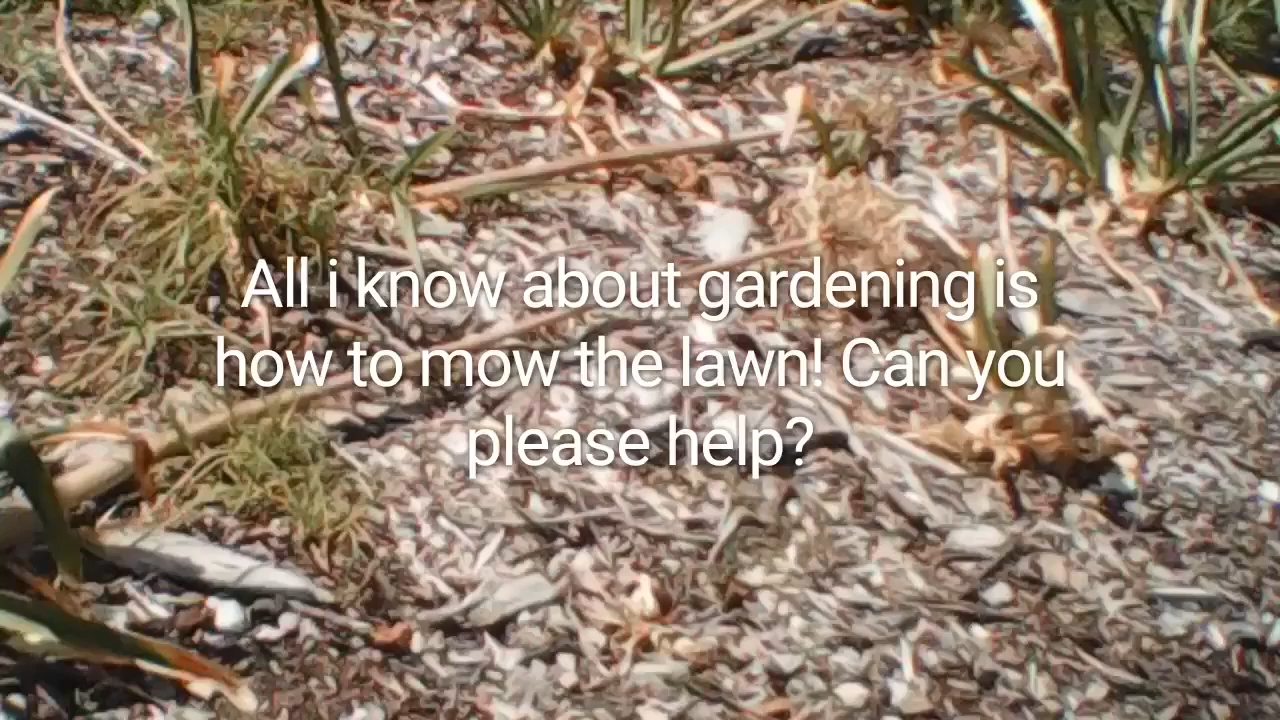 All i know about gardening is
how to mow the lawn! Can you
please help?